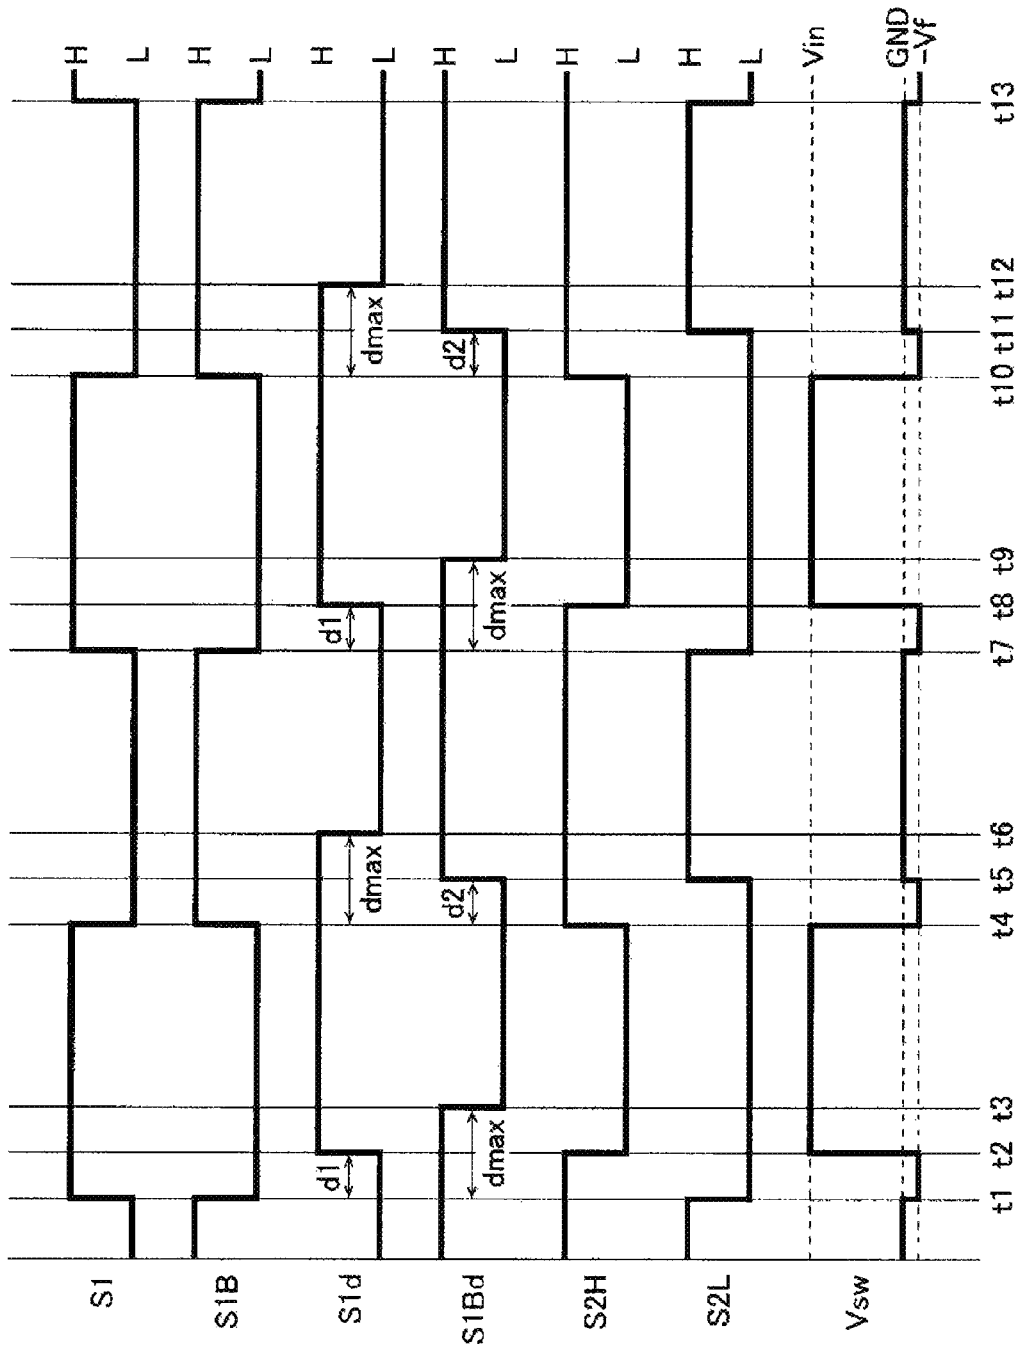 S1 H L
S1B H L
S1d d1 dmax d1 dmax H L
S1Bd dmax d2 dmax d2 H L
S2H H L
S2L H L
Vsw Vin GND -Vf
t1 t2 t3 t4 t5 t6 t7 t8 t9 t10 t11 t12 t13